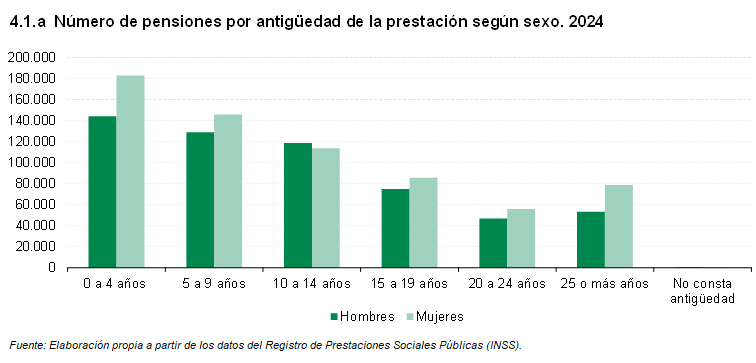 4.1.a Número de pensiones por antigüedad de la prestación según sexo. 2024
200.000
180.000
160.000
140.000
120.000
100.000
80.000
60.000
40.000
20.000
0
0 a 4 años 5 a 9 años 10 a 14 años 15 a 19 años 20 a 24 años 25 o más años No consta
antigüedad
Hombres Mujeres
Fuente: Elaboración propia a partir de los datos del Registro de Prestaciones Sociales Públicas (INSS).